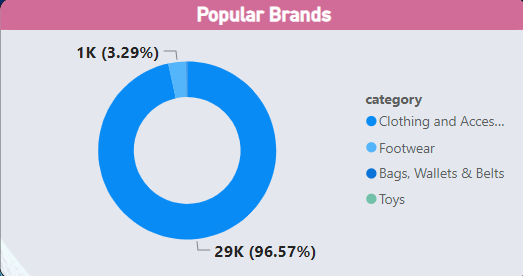 Popular Brands
1K (3.29%)
category
Clothing and Acces...
Footwear
Bags, Wallets & Belts
Toys
29K (96.57%)